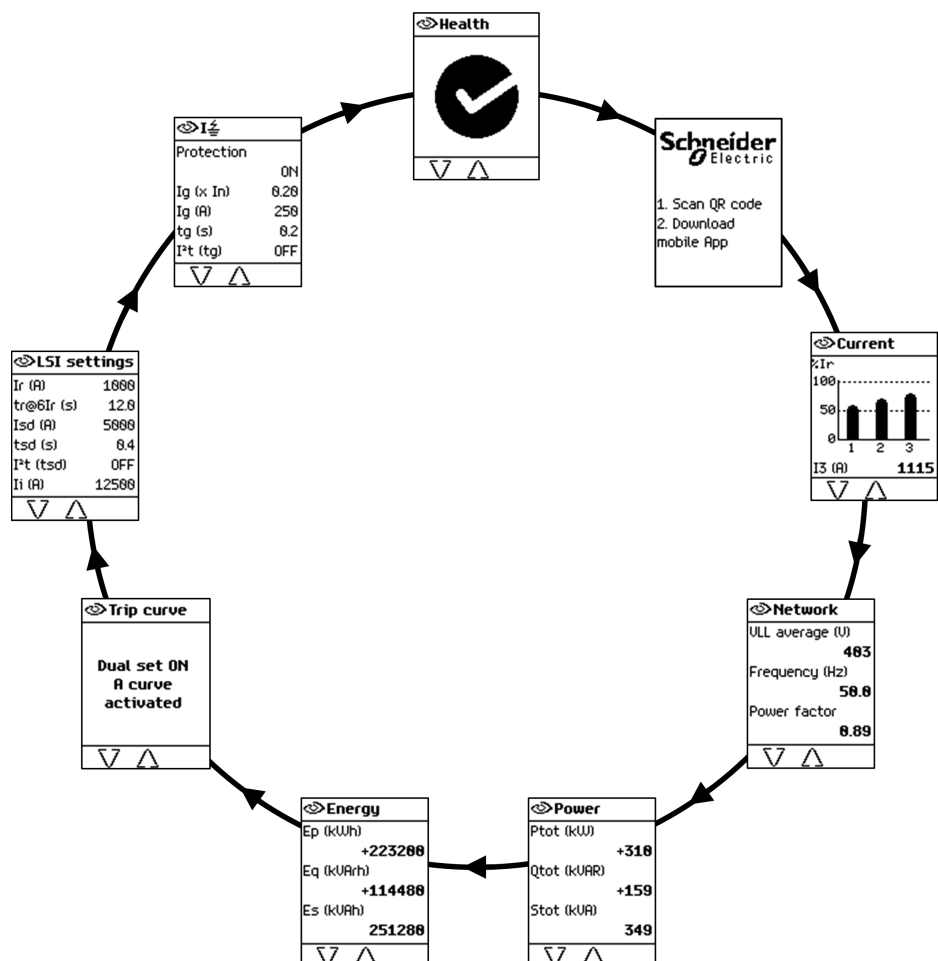 Health
Schneider
Electric
1. Scan QR code
2. Download
mobile App
Current
%Ir
100
50
0
1 2 3
I3 (A) 1115
Network
VLL average (V)
403
Frequency (Hz)
50.0
Power factor
0.89
Power
Ptot (kW)
+310
Qtot (kVAR)
+159
Stot (kVA)
349
Energy
Ep (kWh)
+223200
Eq (kVArh)
+114480
Es (kVAh)
251280
Trip curve
Dual set ON
A curve
activated
LSI settings
Ir (A) 1000
tr@6Ir (s) 12.0
Isd (A) 5000
tsd (s) 0.4
I²t (tsd) OFF
Ii (A) 12500
I
Protection
ON
Ig (x In) 0.20
Ig (A) 250
tg (s) 0.2
I²t (tg) OFF